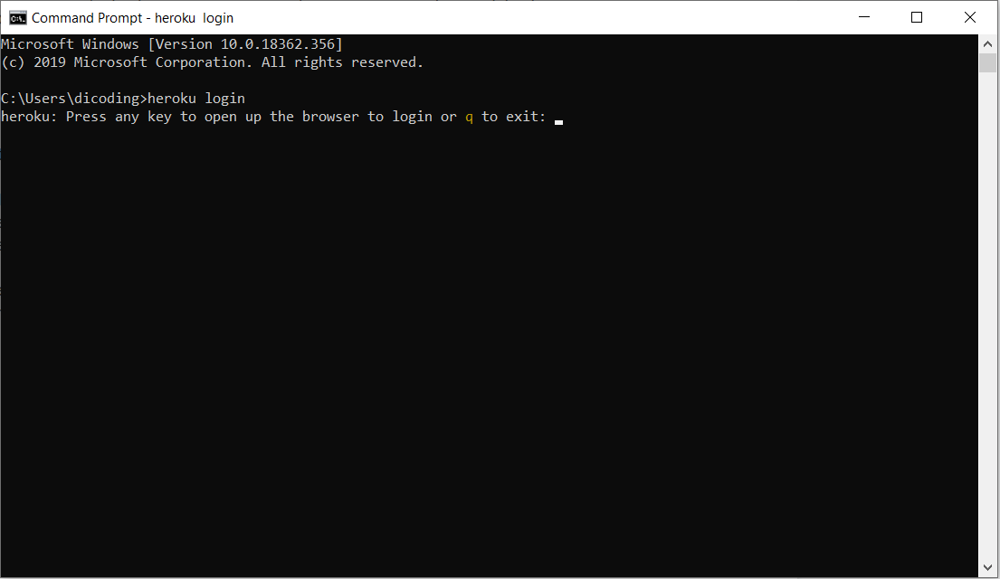 Command Prompt - heroku  login
Microsoft Windows [Version 10.0.18362.356]
(c) 2019 Microsoft Corporation. All rights reserved.
C:\Users\dicoding>heroku login
heroku: Press any key to open up the browser to login or q to exit: